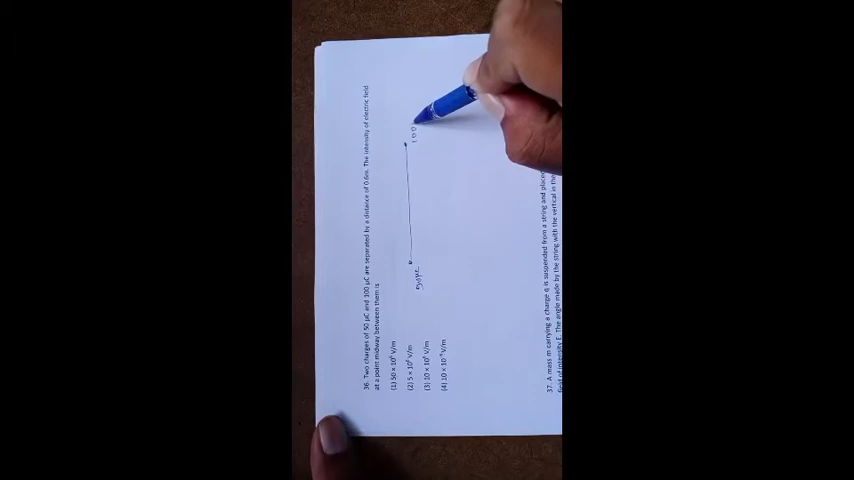 36. Two charges of 50 μC and 100 μC are separated by a distance of 0.6m. The intensity of electric field
at a point midway between them is
(1) 50 × 10⁶ V/m
(2) 5 × 10⁶ V/m
(3) 10 × 10⁶ V/m
(4) 10 × 10⁻⁶ V/m
50μC
100
37. A mass m carrying a charge q is suspended from a string and placed
field of intensity E. The angle made by the string with the vertical in the